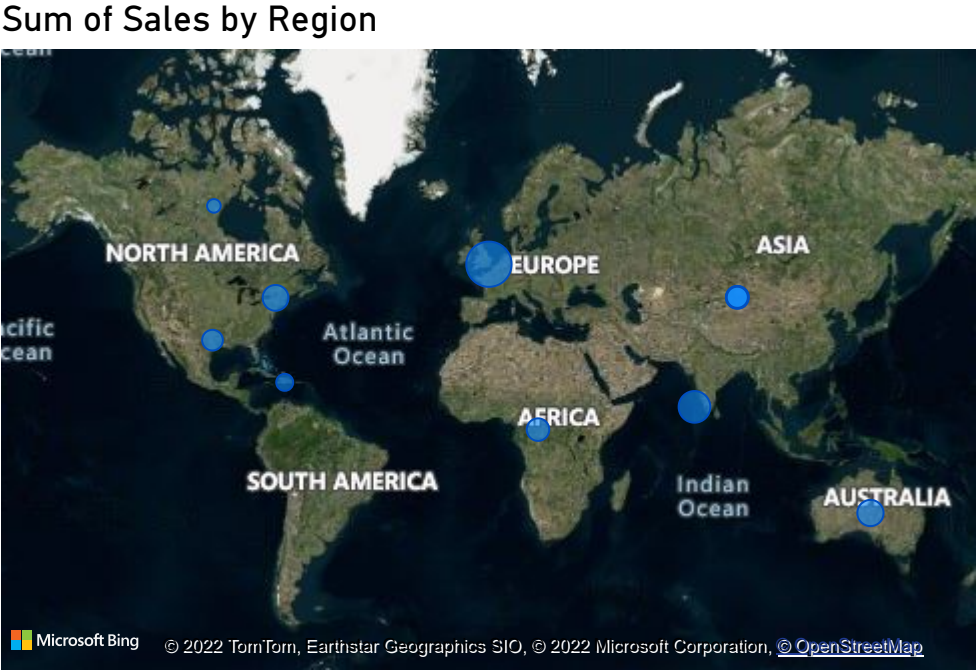 Sum of Sales by Region
NORTH AMERICA
EUROPE
ASIA
Atlantic
Ocean
AFRICA
SOUTH AMERICA
Indian
Ocean
AUSTRALIA
Microsoft Bing
© 2022 TomTom, Earthstar Geographics SIO, © 2022 Microsoft Corporation, © OpenStreetMap